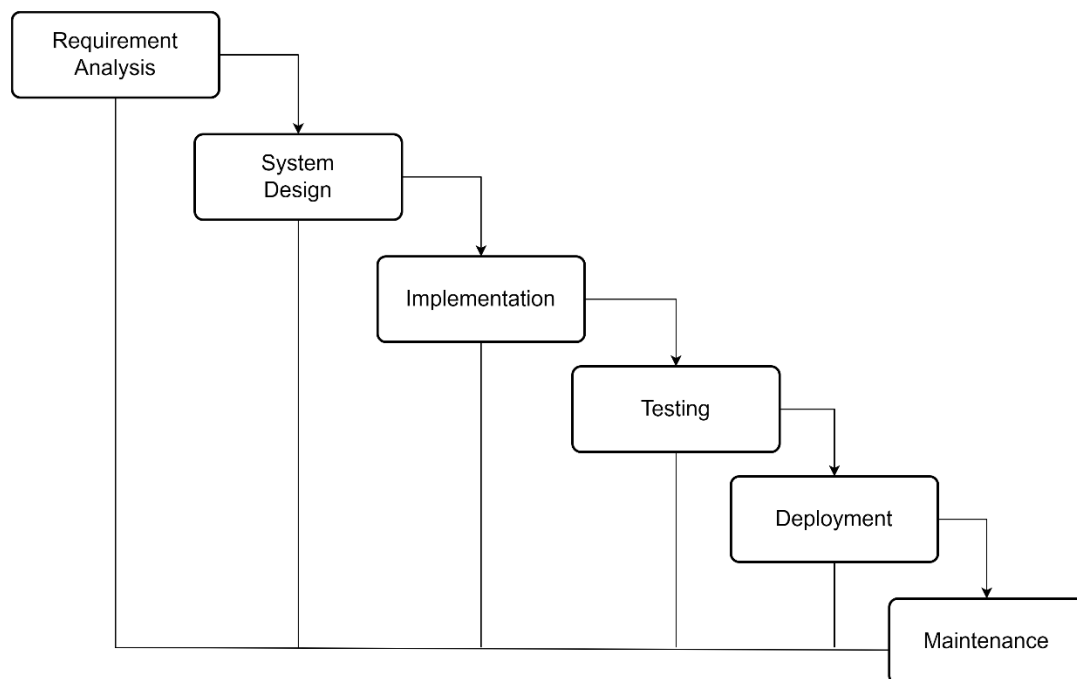 Requirement
Analysis
System
Design
Implementation
Testing
Deployment
Maintenance